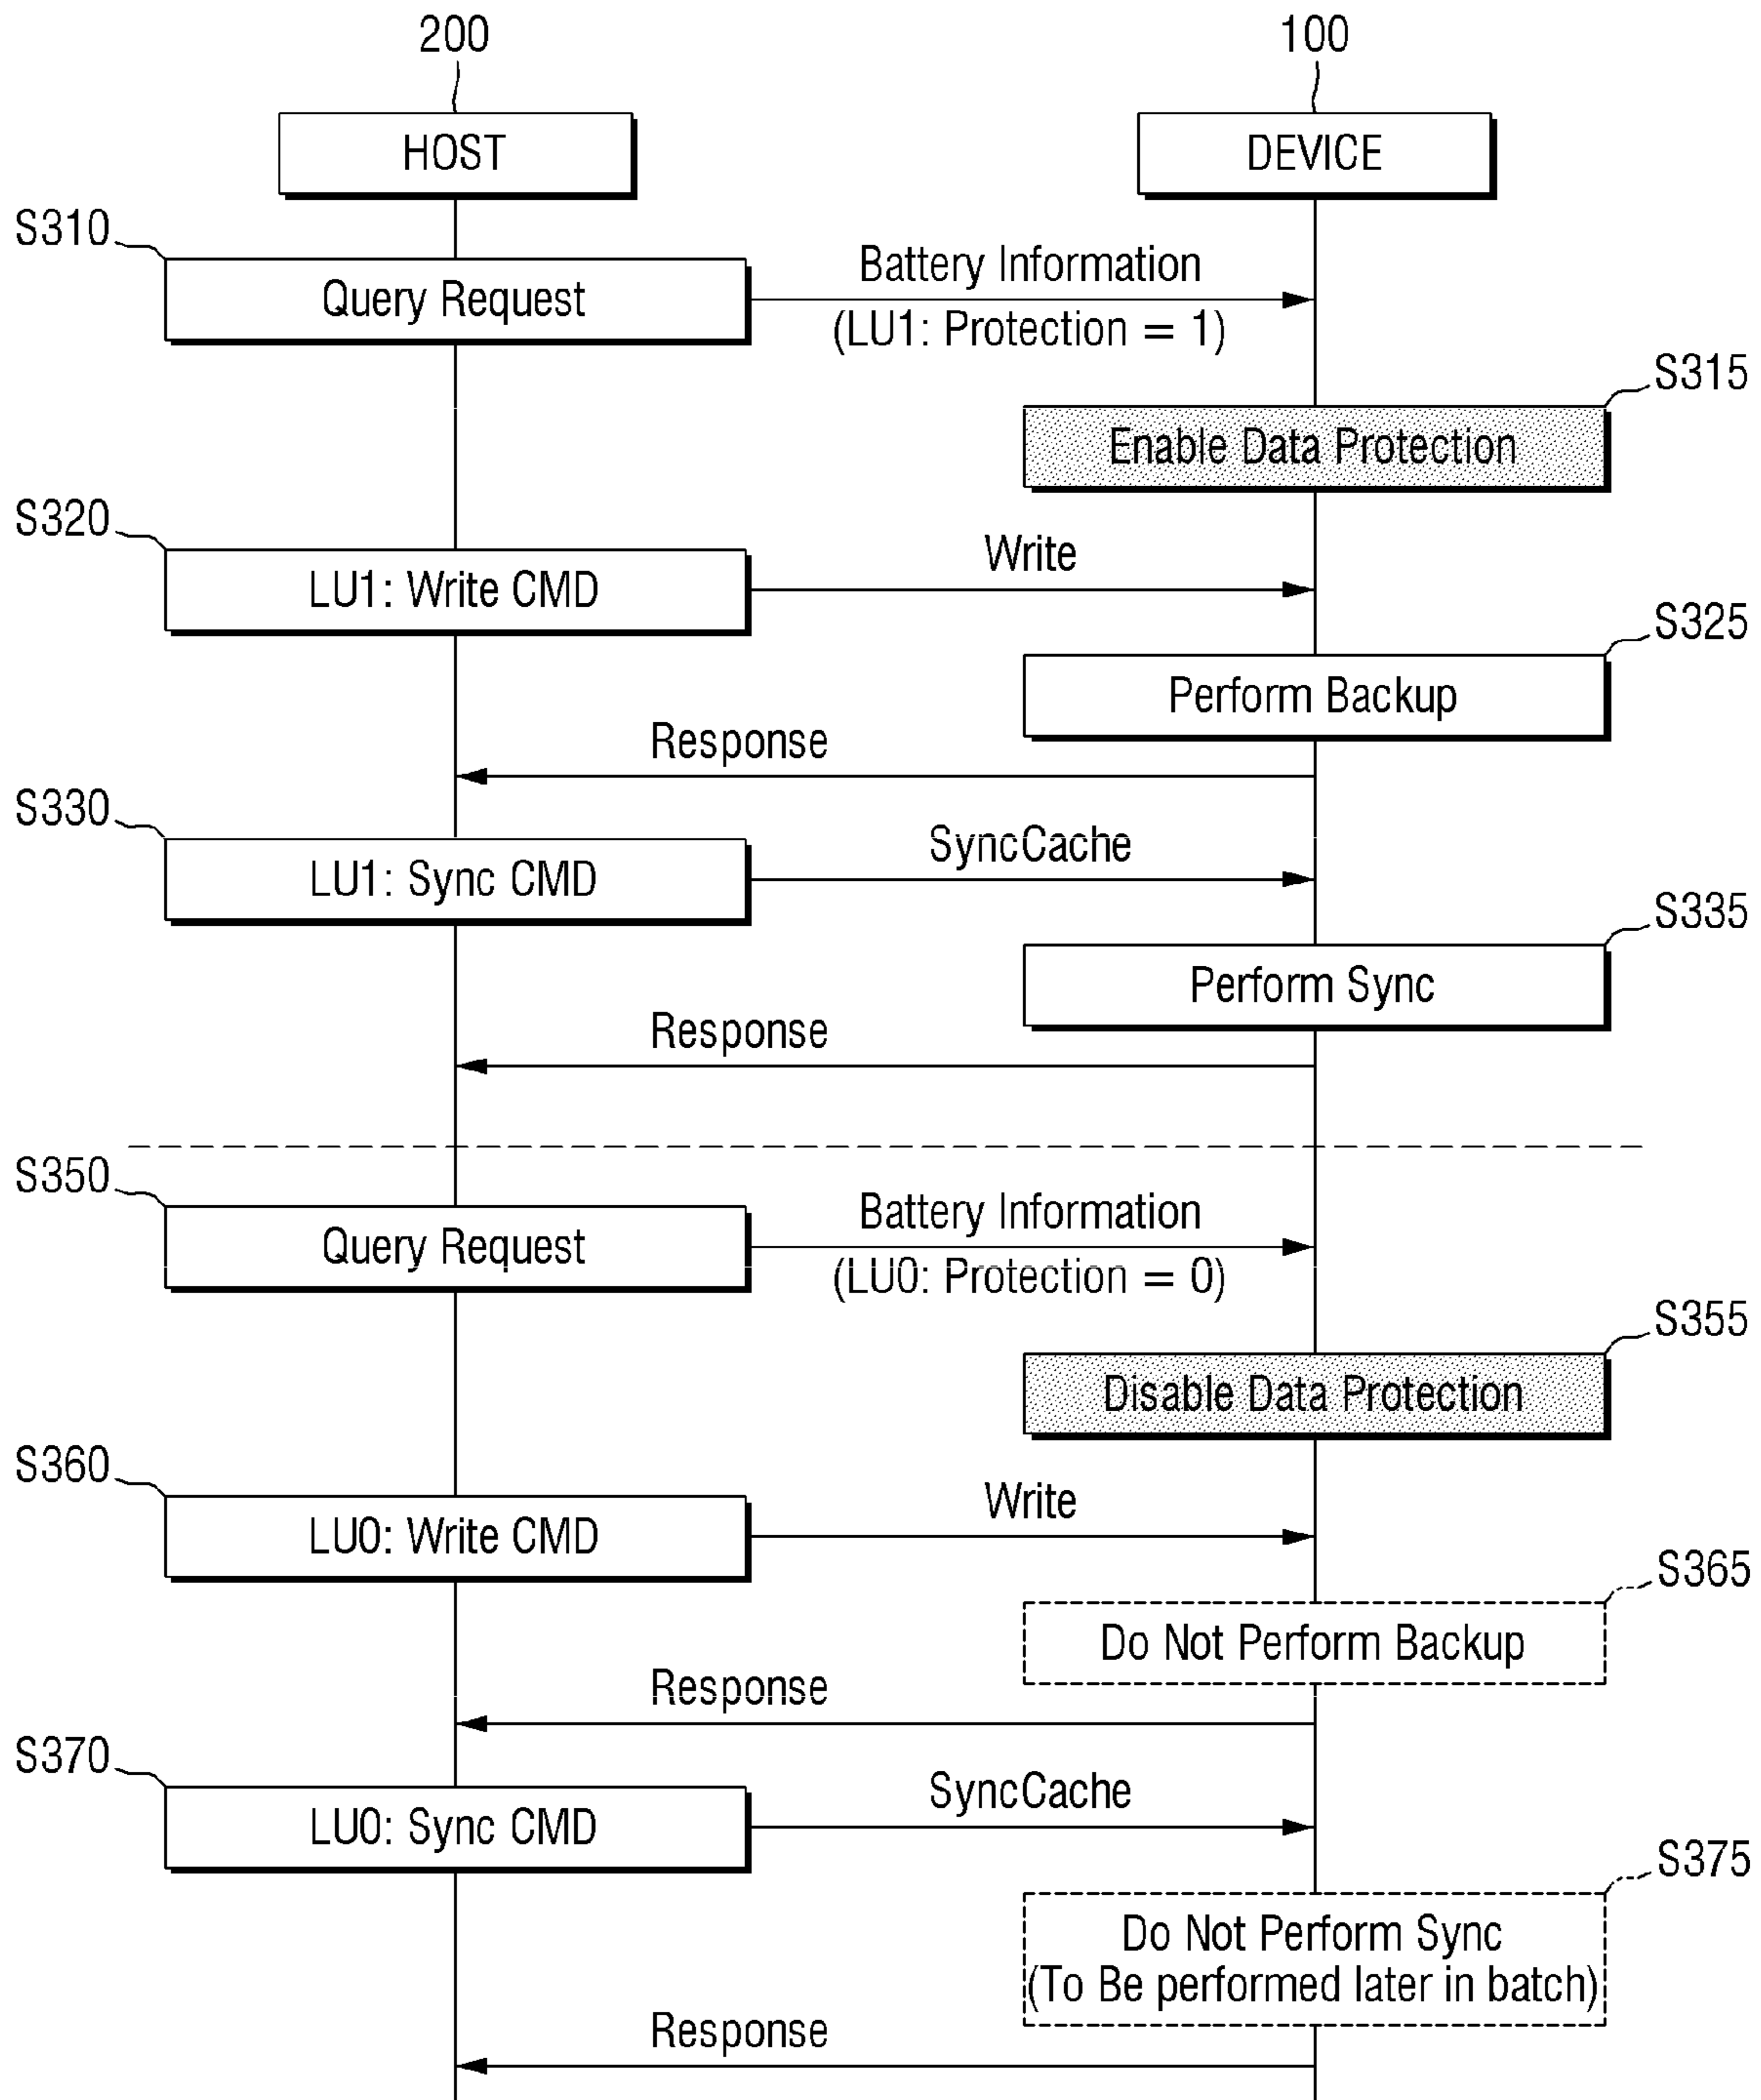 200
100
HOST
DEVICE
S310
Query Request
Battery Information
(LU1: Protection = 1)
S315
Enable Data Protection
S320
LU1: Write CMD
Write
S325
Perform Backup
Response
S330
LU1: Sync CMD
SyncCache
S335
Perform Sync
Response
S350
Query Request
Battery Information
(LU0: Protection = 0)
S355
Disable Data Protection
S360
LU0: Write CMD
Write
S365
Do Not Perform Backup
Response
S370
LU0: Sync CMD
SyncCache
S375
Do Not Perform Sync
(To Be performed later in batch)
Response